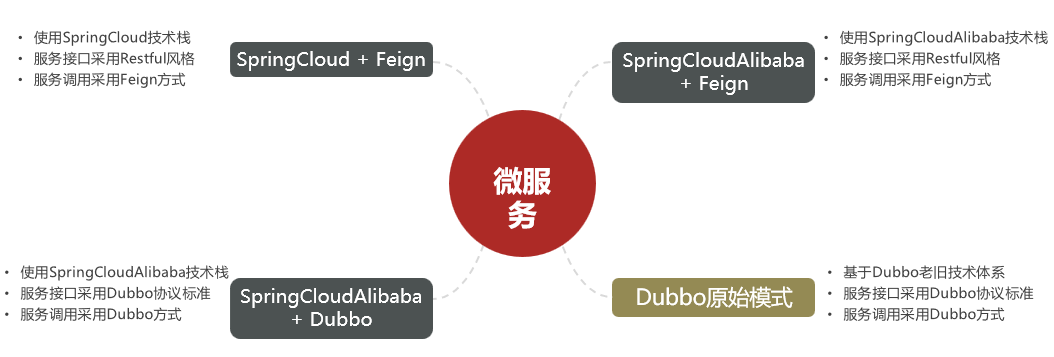 • 使用SpringCloud技术栈
• 服务接口采用Restful风格
• 服务调用采用Feign方式
SpringCloud + Feign
SpringCloudAlibaba
+ Feign
• 使用SpringCloudAlibaba技术栈
• 服务接口采用Restful风格
• 服务调用采用Feign方式
微服
务
• 使用SpringCloudAlibaba技术栈
• 服务接口采用Dubbo协议标准
• 服务调用采用Dubbo方式
SpringCloudAlibaba
+ Dubbo
Dubbo原始模式
• 基于Dubbo老旧技术体系
• 服务接口采用Dubbo协议标准
• 服务调用采用Dubbo方式